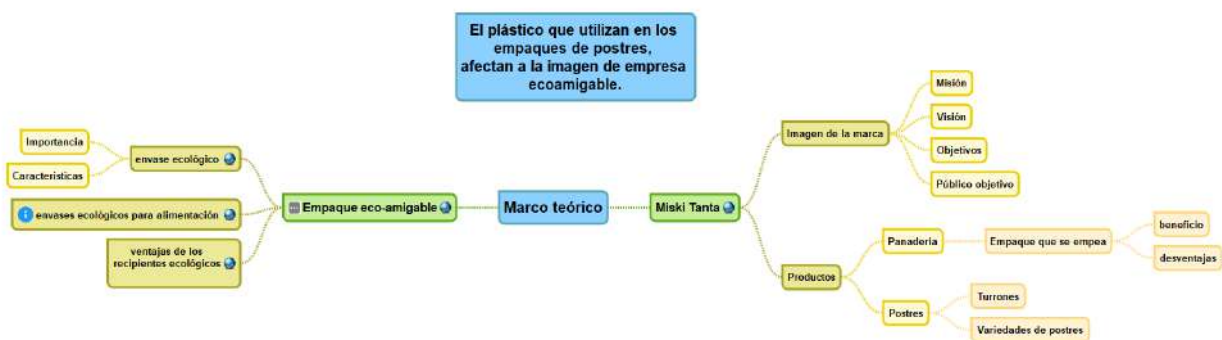 El plástico que utilizan en los
empaques de postres,
afectan a la imagen de empresa
ecoamigable.
Importancia
Características
envase ecológico
envases ecológicos para alimentación
ventajas de los
recipientes ecológicos
Empaque eco-amigable
Marco teórico
Miski Tanta
Imagen de la marca
Misión
Visión
Objetivos
Público objetivo
Productos
Panadería
Empaque que se empea
beneficio
desventajas
Postres
Turrones
Variedades de postres